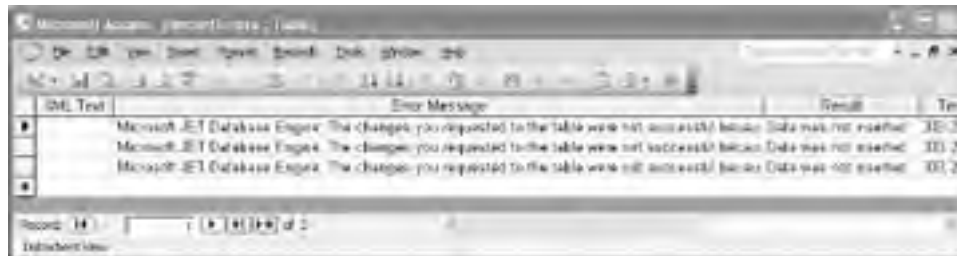 Microsoft Access - Table
File Edit View Insert Format Records Tools Window Help
XML Text Error Message Result
Microsoft JET Database Engine The changes you requested to the table were not successful becaus Data was not inserted
Microsoft JET Database Engine The changes you requested to the table were not successful becaus Data was not inserted
Microsoft JET Database Engine The changes you requested to the table were not successful becaus Data was not inserted
Record: of 3
Datasheet View